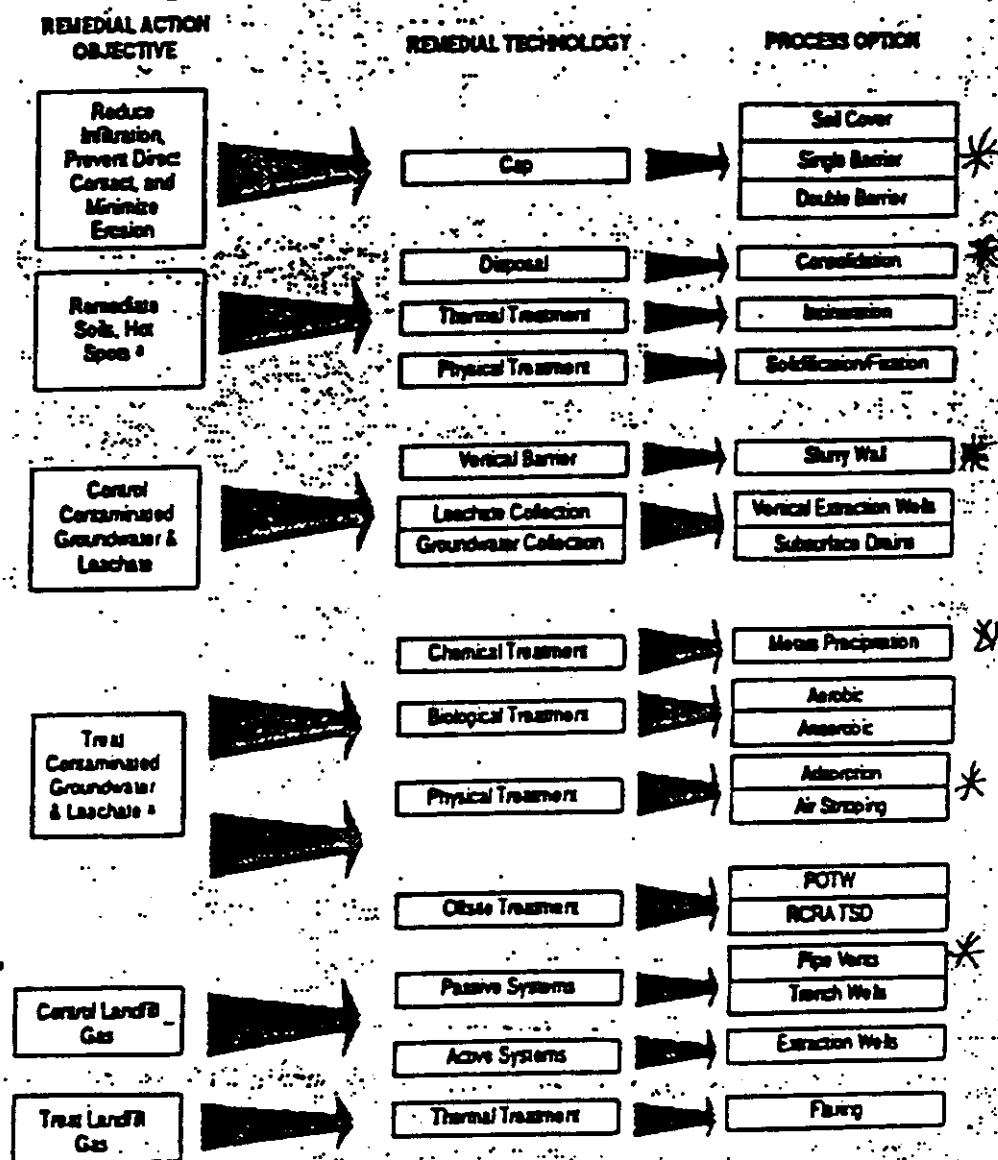 REMEDIAL ACTION
OBJECTIVE
REMEDIAL TECHNOLOGY
PROCESS OPTION
Reduce
Infiltration,
Prevent Direct
Contact, and
Minimize
Erosion
Cap
Soil Cover
Single Barrier
Double Barrier
Remediate
Soils, Hot
Spots a
Disposal
Consolidation
Thermal Treatment
Incineration
Physical Treatment
Solidification/Fixation
Control
Contaminated
Groundwater &
Leachate
Vertical Barrier
Slurry Wall
Leachate Collection
Groundwater Collection
Vertical Extraction Wells
Subsurface Drains
Treat
Contaminated
Groundwater
& Leachate a
Chemical Treatment
Metals Precipitation
Biological Treatment
Aerobic
Anaerobic
Physical Treatment
Adsorption
Air Stripping
Offsite Treatment
POTW
RCRA TSD
Control Landfill
Gas
Passive Systems
Pipe Vents
Trench Wells
Active Systems
Extraction Wells
Treat Landfill
Gas
Thermal Treatment
Flaring